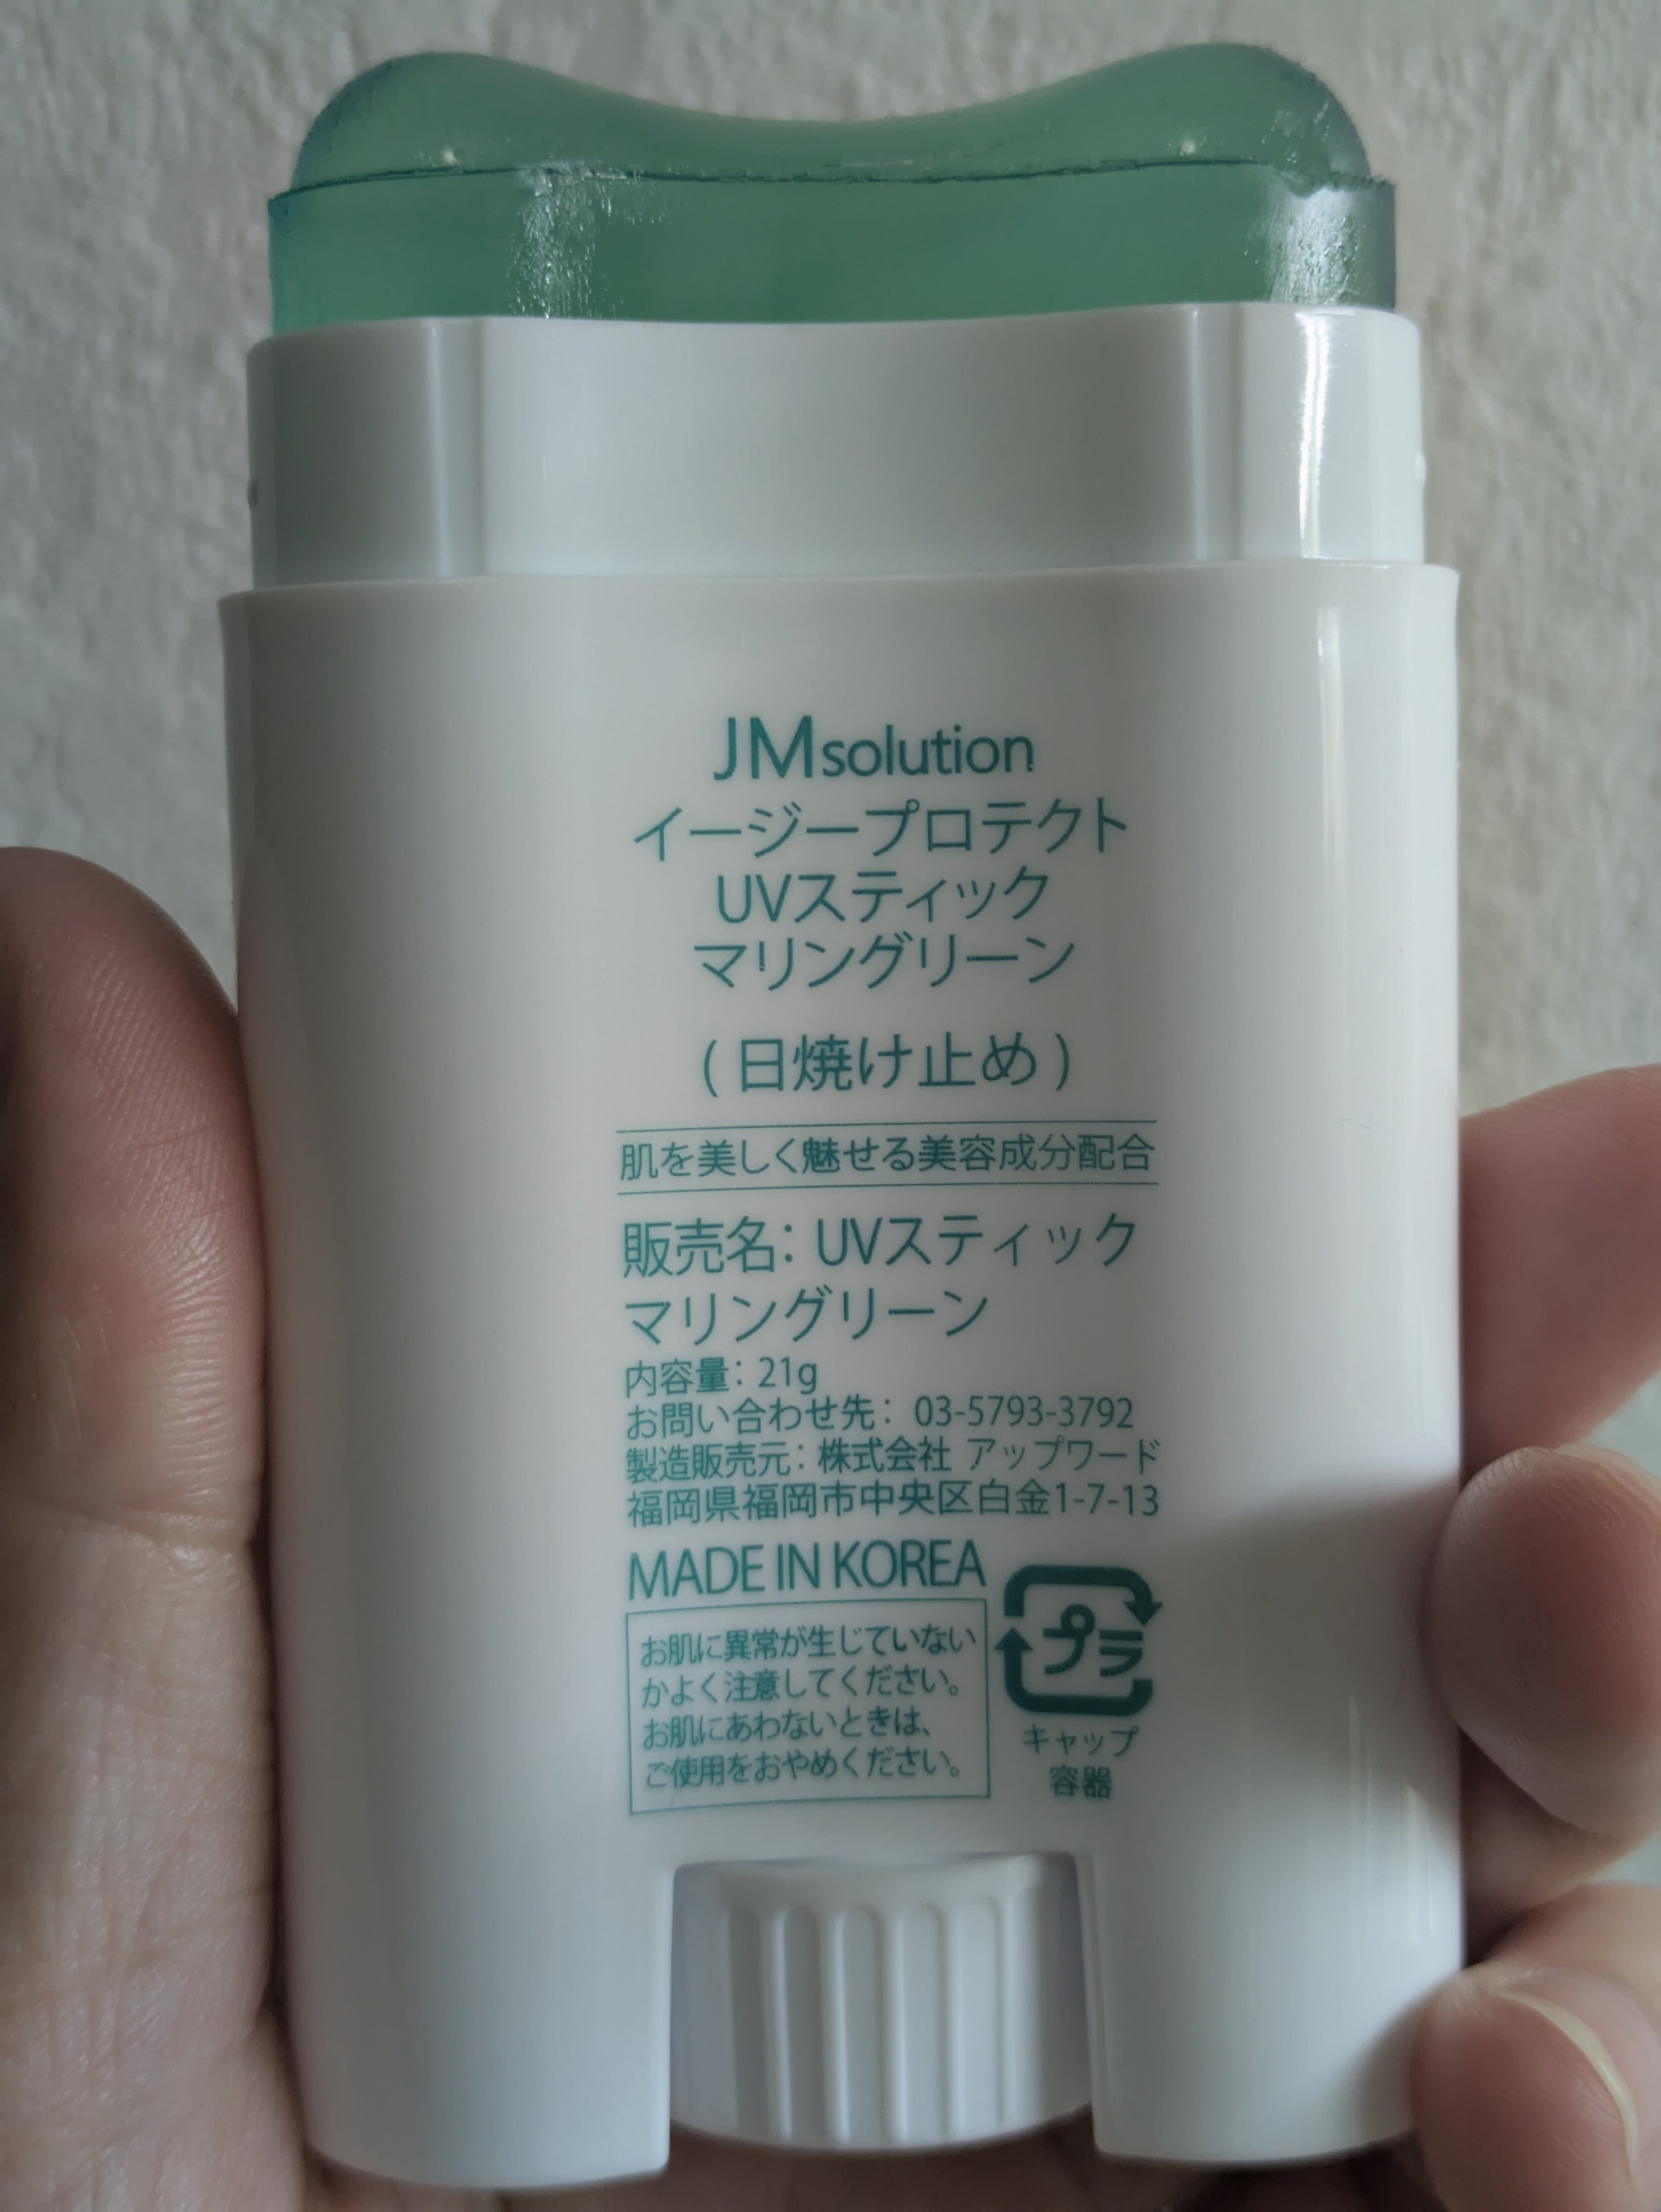 JMsolution
イージープロテクト
UVスティック
マリングリーン
(日焼け止め)
肌を美しく魅せる美容成分配合
販売名：UVスティック
マリングリーン
内容量：21g
お問い合わせ先：03-5793-3792
製造販売元：株式会社 アップワード
福岡県福岡市中央区白金1-7-13
MADE IN KOREA
お肌に異常が生じていない
かよく注意してください。
お肌にあわないときは、
ご使用をおやめください。
プラ
キャップ
容器